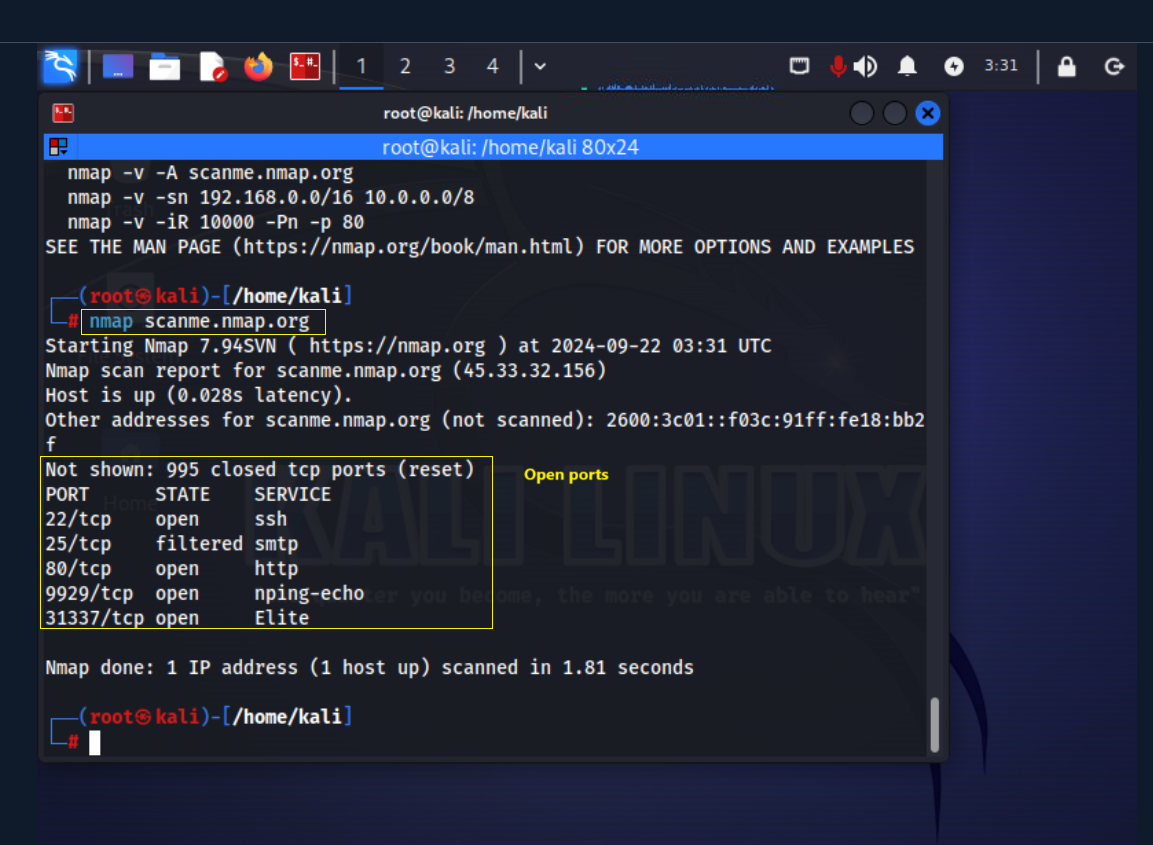 1 2 3 4 3:31
root@kali: /home/kali
root@kali: /home/kali 80x24
nmap -v -A scanme.nmap.org
nmap -v -sn 192.168.0.0/16 10.0.0.0/8
nmap -v -iR 10000 -Pn -p 80
SEE THE MAN PAGE (https://nmap.org/book/man.html) FOR MORE OPTIONS AND EXAMPLES
┌──(root㉿kali)-[/home/kali]
└─# nmap scanme.nmap.org
Starting Nmap 7.94SVN ( https://nmap.org ) at 2024-09-22 03:31 UTC
Nmap scan report for scanme.nmap.org (45.33.32.156)
Host is up (0.028s latency).
Other addresses for scanme.nmap.org (not scanned): 2600:3c01::f03c:91ff:fe18:bb2
f
Not shown: 995 closed tcp ports (reset)
Open ports
PORT STATE SERVICE
22/tcp open ssh
25/tcp filtered smtp
80/tcp open http
9929/tcp open nping-echo
31337/tcp open Elite
Home
KALI LINUX
you become, the more you are able to hear"
Nmap done: 1 IP address (1 host up) scanned in 1.81 seconds
┌──(root㉿kali)-[/home/kali]
└─#